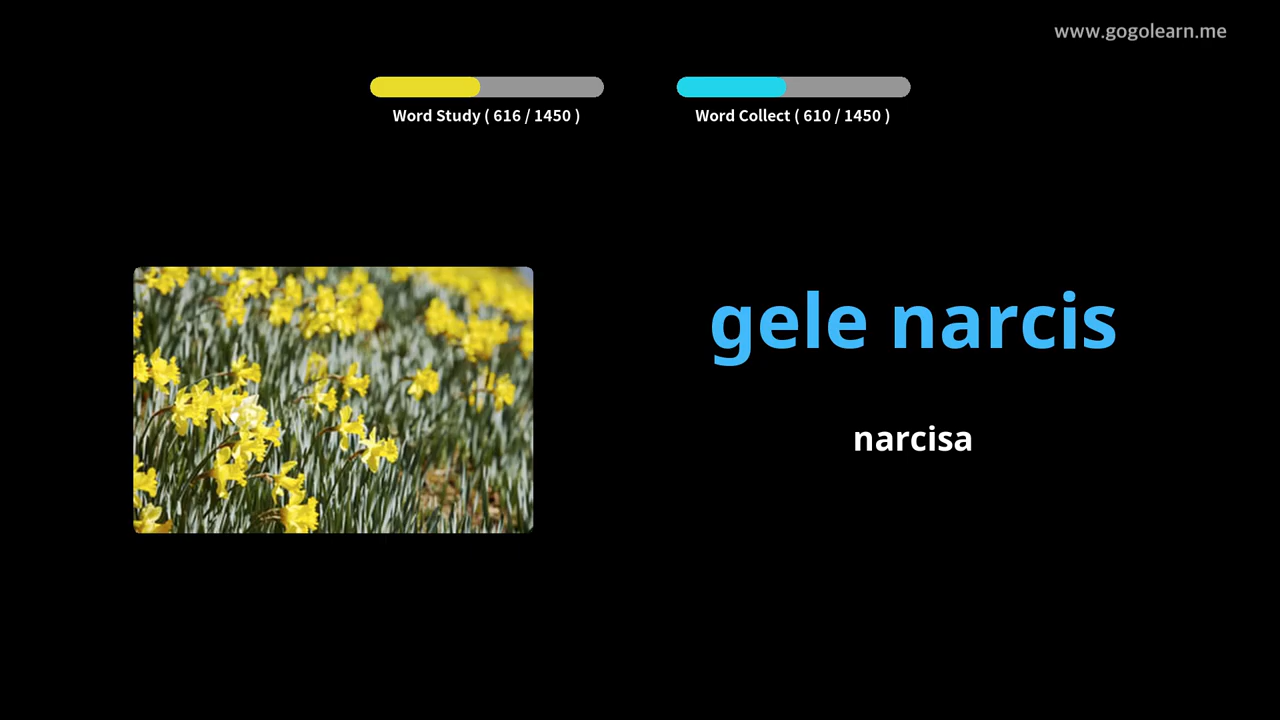 www.gogolearn.me
Word Study ( 616 / 1450 )
Word Collect ( 610 / 1450 )
gele narcis
narcisa